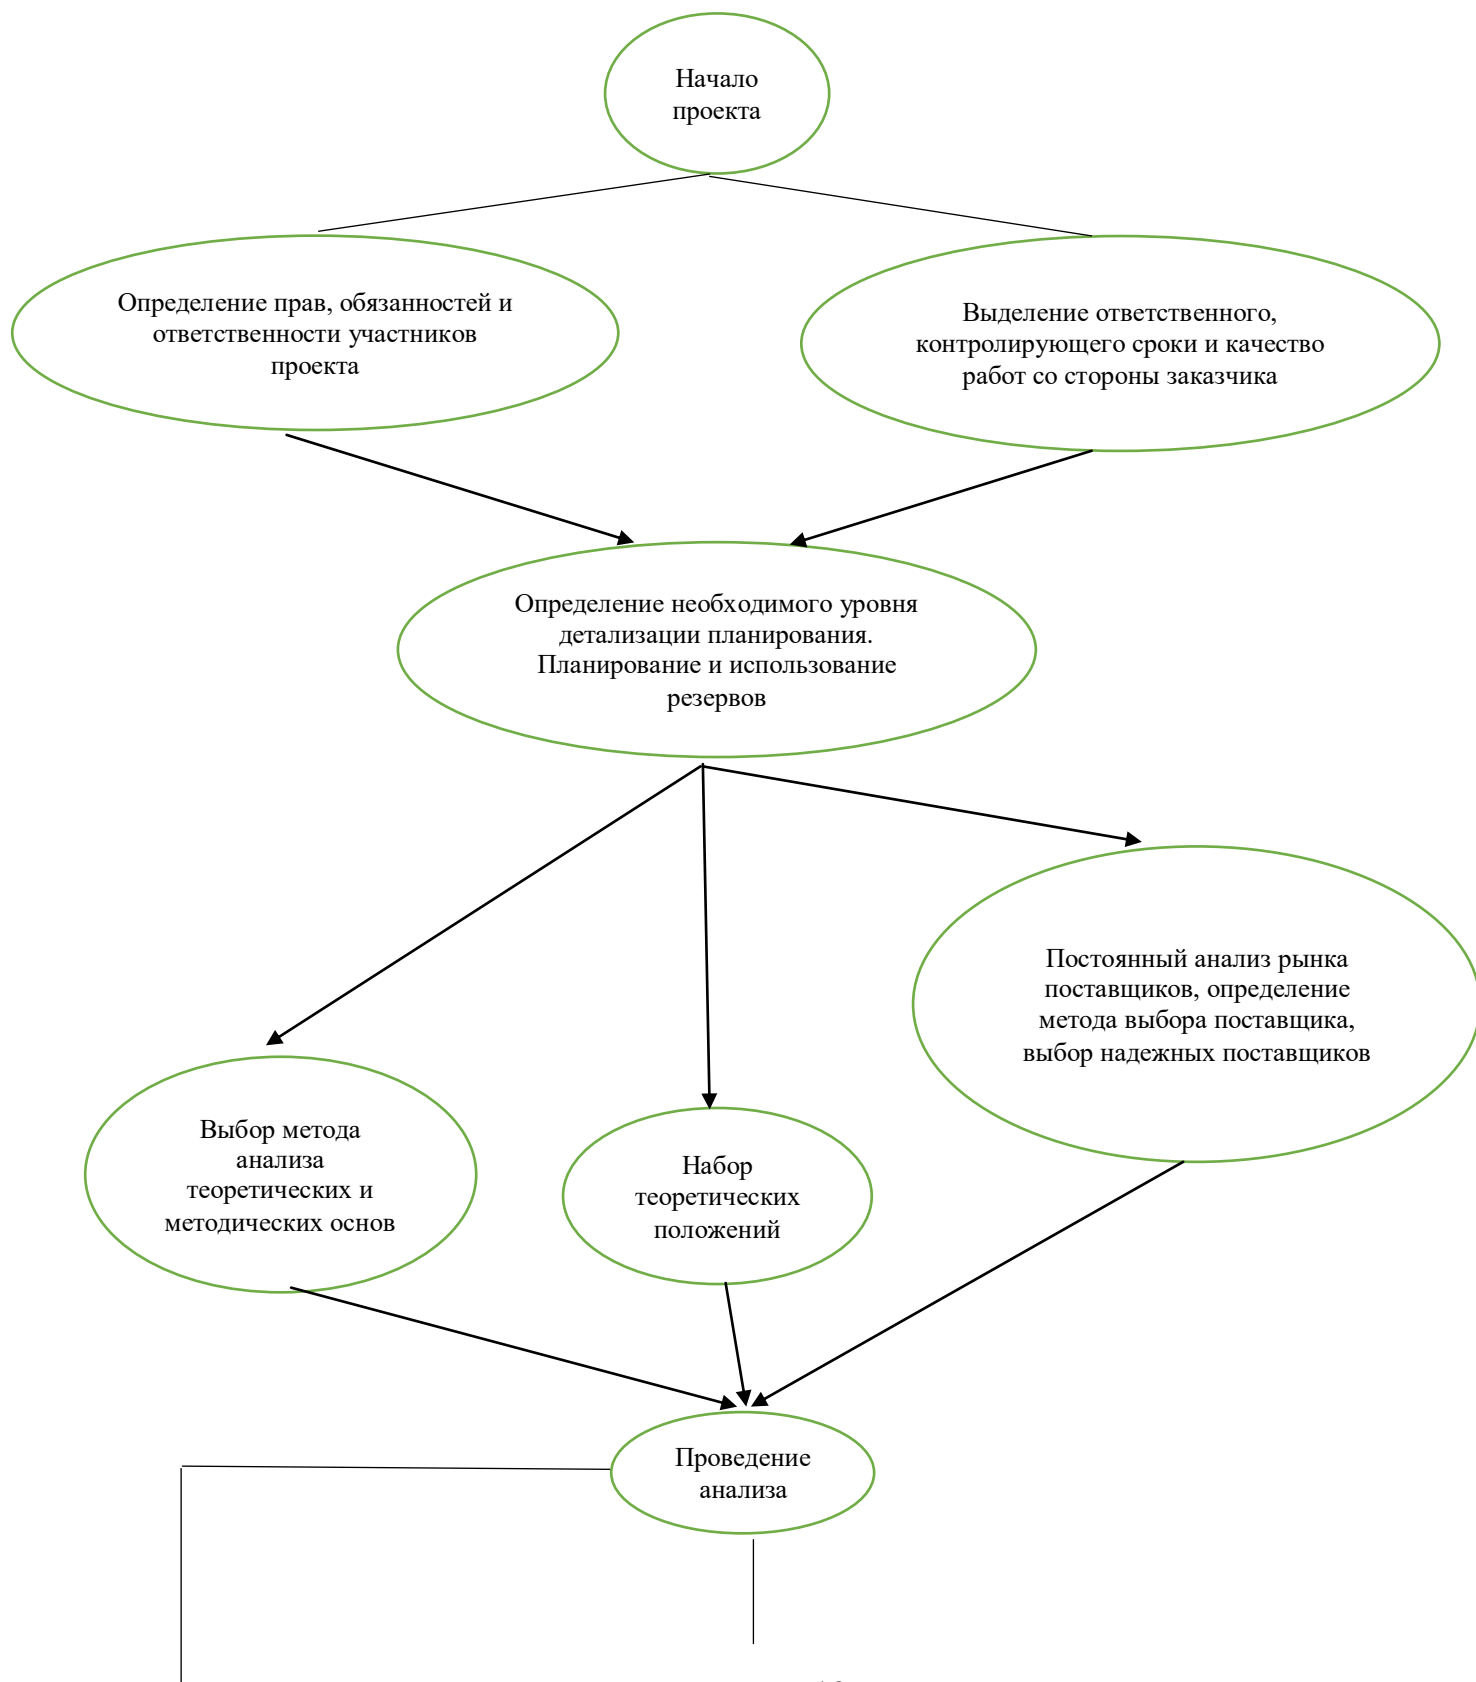 Начало
проекта
Определение прав, обязанностей и
ответственности участников
проекта
Выделение ответственного,
контролирующего сроки и качество
работ со стороны заказчика
Определение необходимого уровня
детализации планирования.
Планирование и использование
резервов
Постоянный анализ рынка
поставщиков, определение
метода выбора поставщика,
выбор надежных поставщиков
Выбор метода
анализа
теоретических и
методических основ
Набор
теоретических
положений
Проведение
анализа